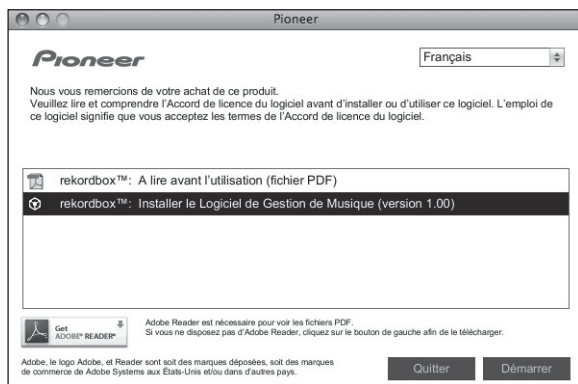 Pioneer
Pioneer
Français
Nous vous remercions de votre achat de ce produit.
Veuillez lire et comprendre l'Accord de licence du logiciel avant d'installer ou d'utiliser ce logiciel. L'emploi de
ce logiciel signifie que vous acceptez les termes de l'Accord de licence du logiciel.
rekordbox™: A lire avant l'utilisation (fichier PDF)
rekordbox™: Installer le Logiciel de Gestion de Musique (version 1.00)
Get
ADOBE® READER®
Adobe Reader est nécessaire pour voir les fichiers PDF.
Si vous ne disposez pas d'Adobe Reader, cliquez sur le bouton de gauche afin de le télécharger.
Adobe, le logo Adobe, et Reader sont soit des marques déposées, soit des marques
de commerce de Adobe Systems aux États-Unis et/ou dans d'autres pays.
Quitter
Démarrer